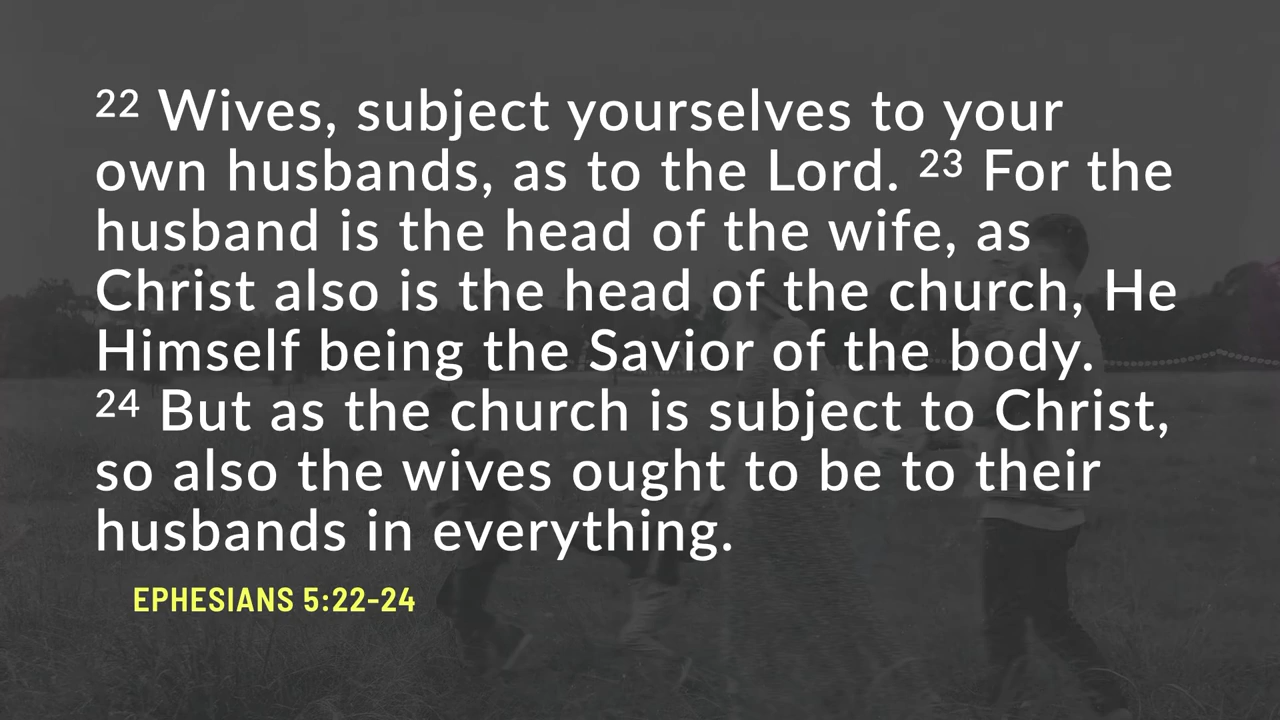 22 Wives, subject yourselves to your
own husbands, as to the Lord. 23 For the
husband is the head of the wife, as
Christ also is the head of the church, He
Himself being the Savior of the body.
24 But as the church is subject to Christ,
so also the wives ought to be to their
husbands in everything.
EPHESIANS 5:22-24